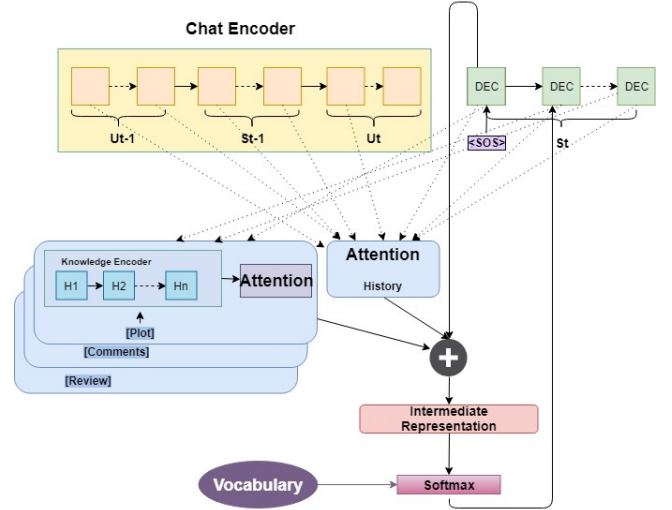 Chat Encoder
DEC DEC DEC
Ut-1 St-1 Ut
<SOS> St
Knowledge Encoder
H1 H2 Hn
Attention
[Plot]
[Comments]
[Review]
Attention
History
+
Intermediate
Representation
Vocabulary
Softmax